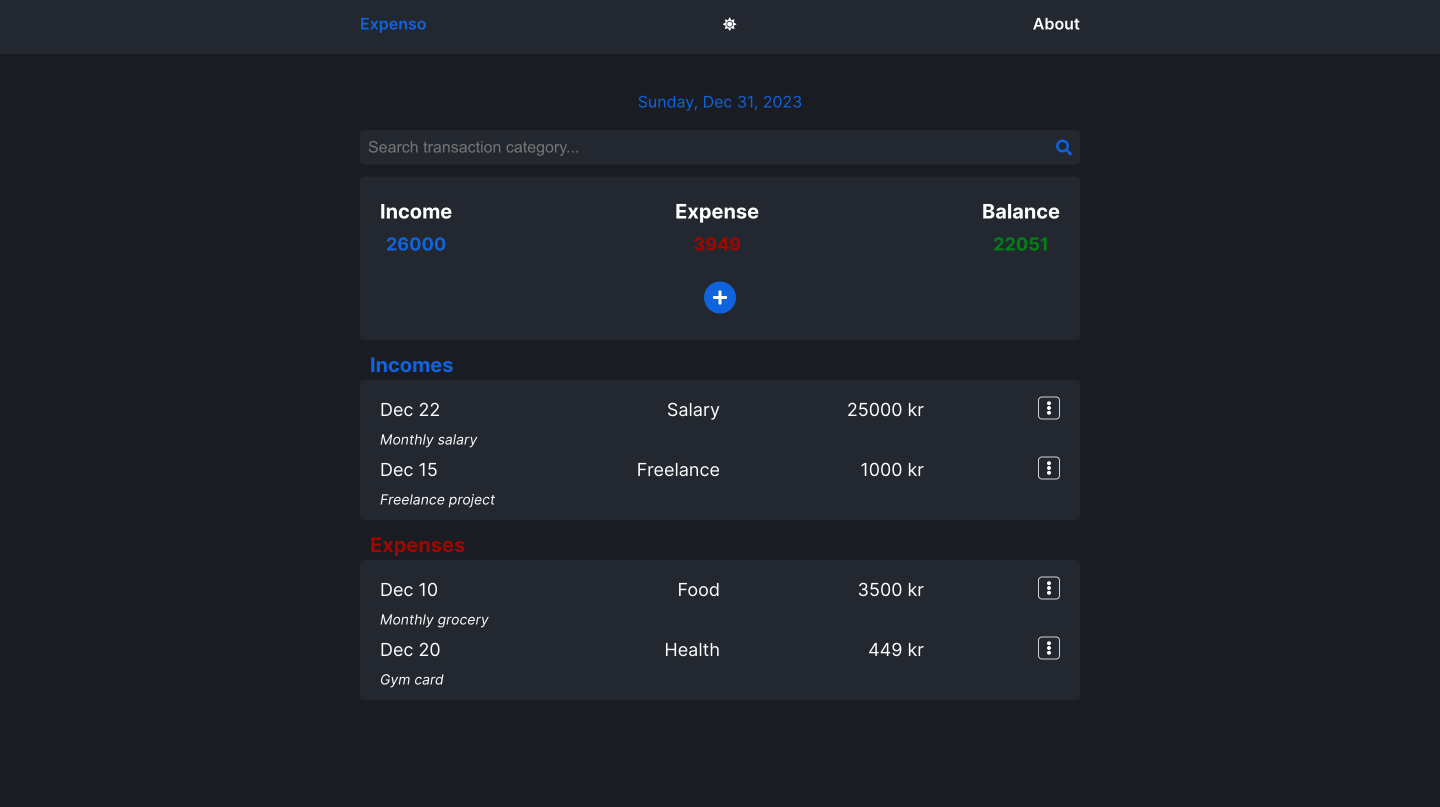 Expenso About
Sunday, Dec 31, 2023
Search transaction category...
Income Expense Balance
26000 3949 22051
Incomes
Dec 22 Salary 25000 kr
Monthly salary
Dec 15 Freelance 1000 kr
Freelance project
Expenses
Dec 10 Food 3500 kr
Monthly grocery
Dec 20 Health 449 kr
Gym card